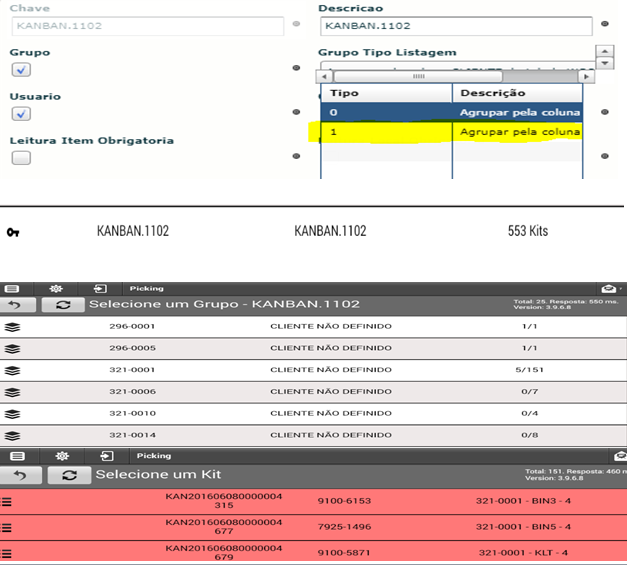 Chave Descricao
KANBAN.1102 KANBAN.1102
Grupo Grupo Tipo Listagem
Usuario
Tipo Descrição
0 Agrupar pela coluna
1 Agrupar pela coluna
Leitura Item Obrigatoria
KANBAN.1102 KANBAN.1102 553 Kits
Picking
Selecione um Grupo - KANBAN.1102 Total: 25. Resposta: 550 ms.
Version: 3.9.6.8
296-0001 CLIENTE NÃO DEFINIDO 1/1
296-0005 CLIENTE NÃO DEFINIDO 1/1
321-0001 CLIENTE NÃO DEFINIDO 5/151
321-0006 CLIENTE NÃO DEFINIDO 0/7
321-0010 CLIENTE NÃO DEFINIDO 0/4
321-0014 CLIENTE NÃO DEFINIDO 0/8
Picking
Selecione um Kit Total: 151. Resposta: 460
Version: 3.9.6.8
KAN201606080000004
315 9100-6153 321-0001 - BIN3 - 4
KAN201606080000004
677 7925-1496 321-0001 - BIN5 - 4
KAN201606080000004
679 9100-5871 321-0001 - KLT - 4